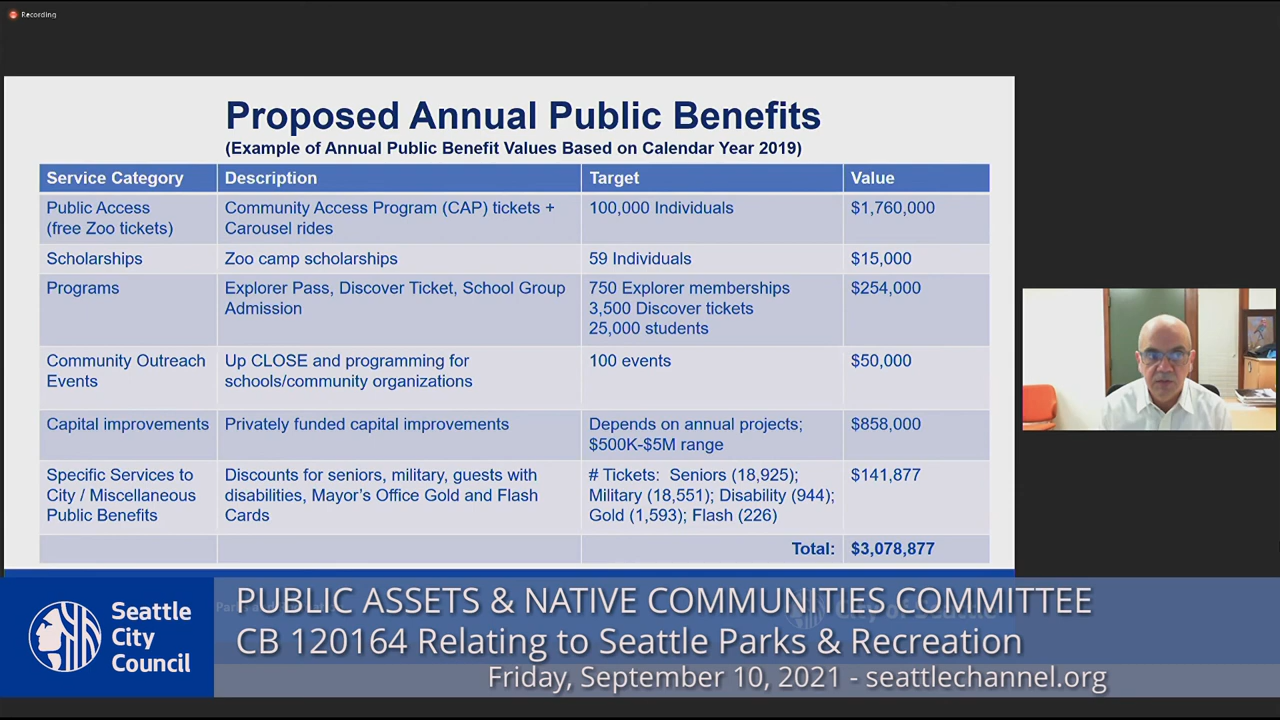 Recording
Proposed Annual Public Benefits
(Example of Annual Public Benefit Values Based on Calendar Year 2019)
Service Category Description Target Value
Public Access
(free Zoo tickets)
Community Access Program (CAP) tickets +
Carousel rides
100,000 Individuals
$1,760,000
Scholarships
Zoo camp scholarships
59 Individuals
$15,000
Programs
Explorer Pass, Discover Ticket, School Group
Admission
750 Explorer memberships
3,500 Discover tickets
25,000 students
$254,000
Community Outreach
Events
Up CLOSE and programming for
schools/community organizations
100 events
$50,000
Capital improvements
Privately funded capital improvements
Depends on annual projects;
$500K-$5M range
$858,000
Specific Services to
City / Miscellaneous
Public Benefits
Discounts for seniors, military, guests with
disabilities, Mayor's Office Gold and Flash
Cards
# Tickets: Seniors (18,925);
Military (18,551); Disability (944);
Gold (1,593); Flash (226)
$141,877
Total: $3,078,877
Seattle
City
Council
PUBLIC ASSETS & NATIVE COMMUNITIES COMMITTEE
CB 120164 Relating to Seattle Parks & Recreation
Friday, September 10, 2021 - seattlechannel.org